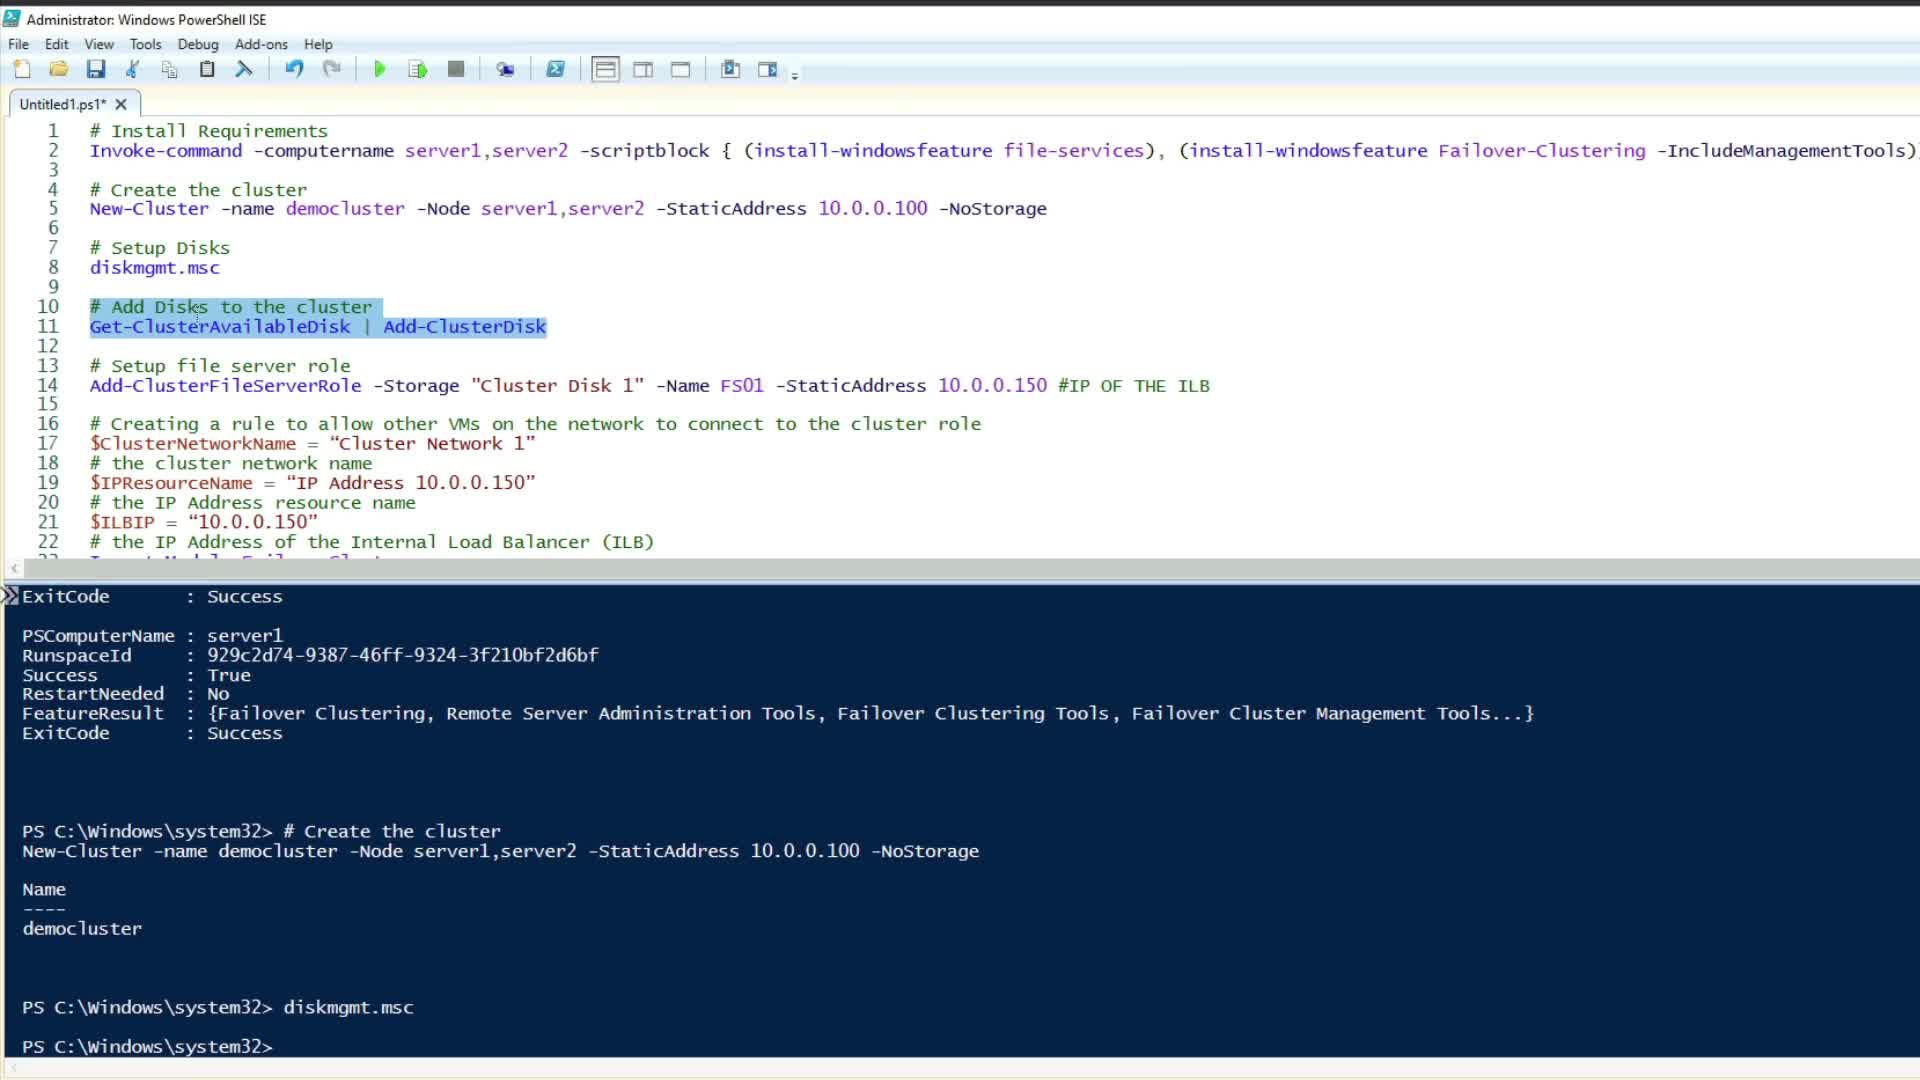 Administrator: Windows PowerShell ISE
File Edit View Tools Debug Add-ons Help
Untitled1.ps1* X
1 # Install Requirements
2 Invoke-command -computername server1,server2 -scriptblock { (install-windowsfeature file-services), (install-windowsfeature Failover-Clustering -IncludeManagementTools)}
3
4 # Create the cluster
5 New-Cluster -name democluster -Node server1,server2 -StaticAddress 10.0.0.100 -NoStorage
6
7 # Setup Disks
8 diskmgmt.msc
9
10 # Add Disks to the cluster
11 Get-ClusterAvailableDisk | Add-ClusterDisk
12
13 # Setup file server role
14 Add-ClusterFileServerRole -Storage "Cluster Disk 1" -Name FS01 -StaticAddress 10.0.0.150 #IP OF THE ILB
15
16 # Creating a rule to allow other VMs on the network to connect to the cluster role
17 $ClusterNetworkName = “Cluster Network 1”
18 # the cluster network name
19 $IPResourceName = “IP Address 10.0.0.150”
20 # the IP Address resource name
21 $ILBIP = “10.0.0.150”
22 # the IP Address of the Internal Load Balancer (ILB)
ExitCode : Success
PSComputerName : server1
RunspaceId : 929c2d74-9387-46ff-9324-3f210bf2d6bf
Success : True
RestartNeeded : No
FeatureResult : {Failover Clustering, Remote Server Administration Tools, Failover Clustering Tools, Failover Cluster Management Tools...}
ExitCode : Success
PS C:\Windows\system32> # Create the cluster
New-Cluster -name democluster -Node server1,server2 -StaticAddress 10.0.0.100 -NoStorage
Name
----
democluster
PS C:\Windows\system32> diskmgmt.msc
PS C:\Windows\system32>